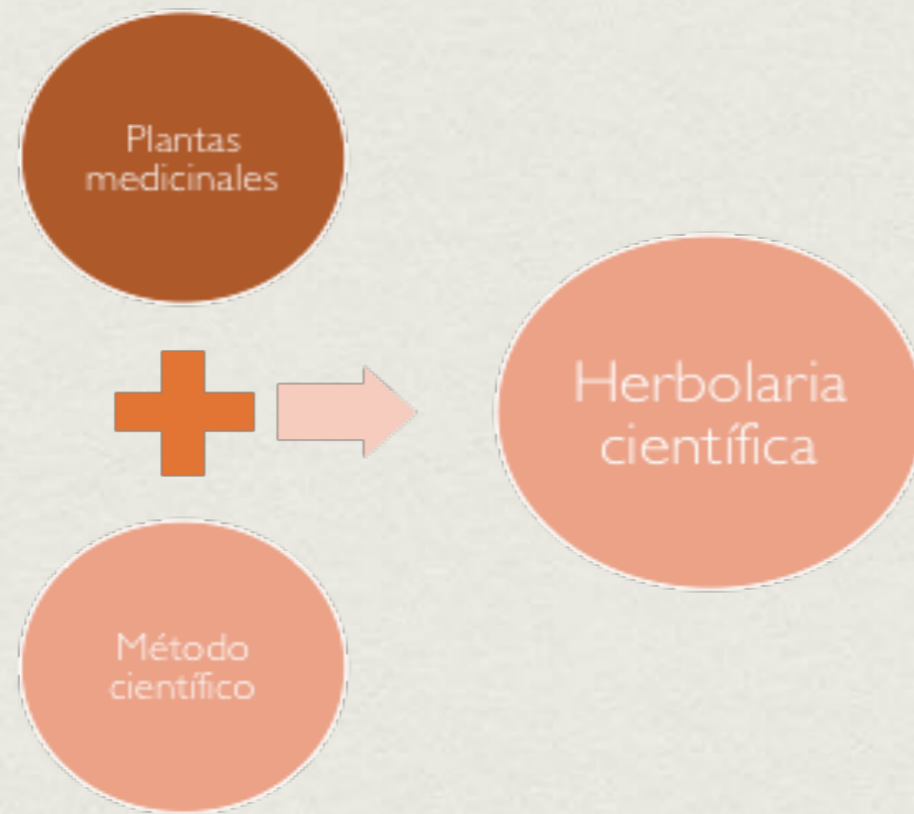 Plantas
medicinales
Método
científico
Herbolaria
científica